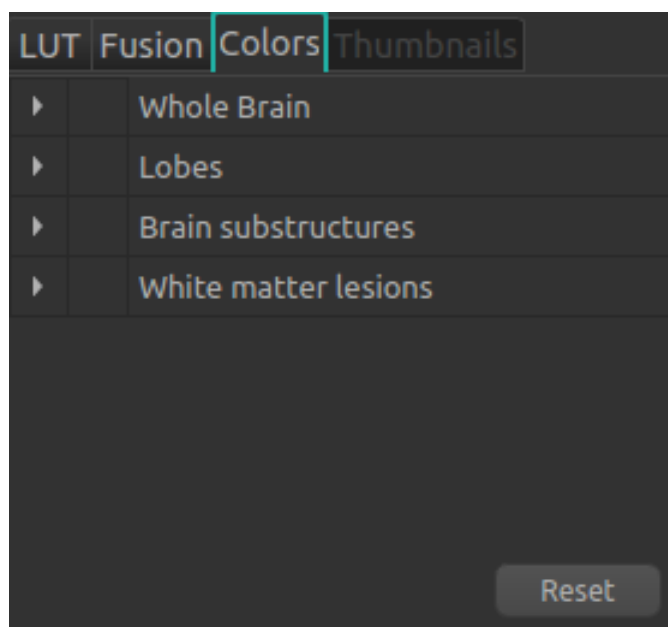 LUT Fusion Colors Thumbnails
Whole Brain
Lobes
Brain substructures
White matter lesions
Reset